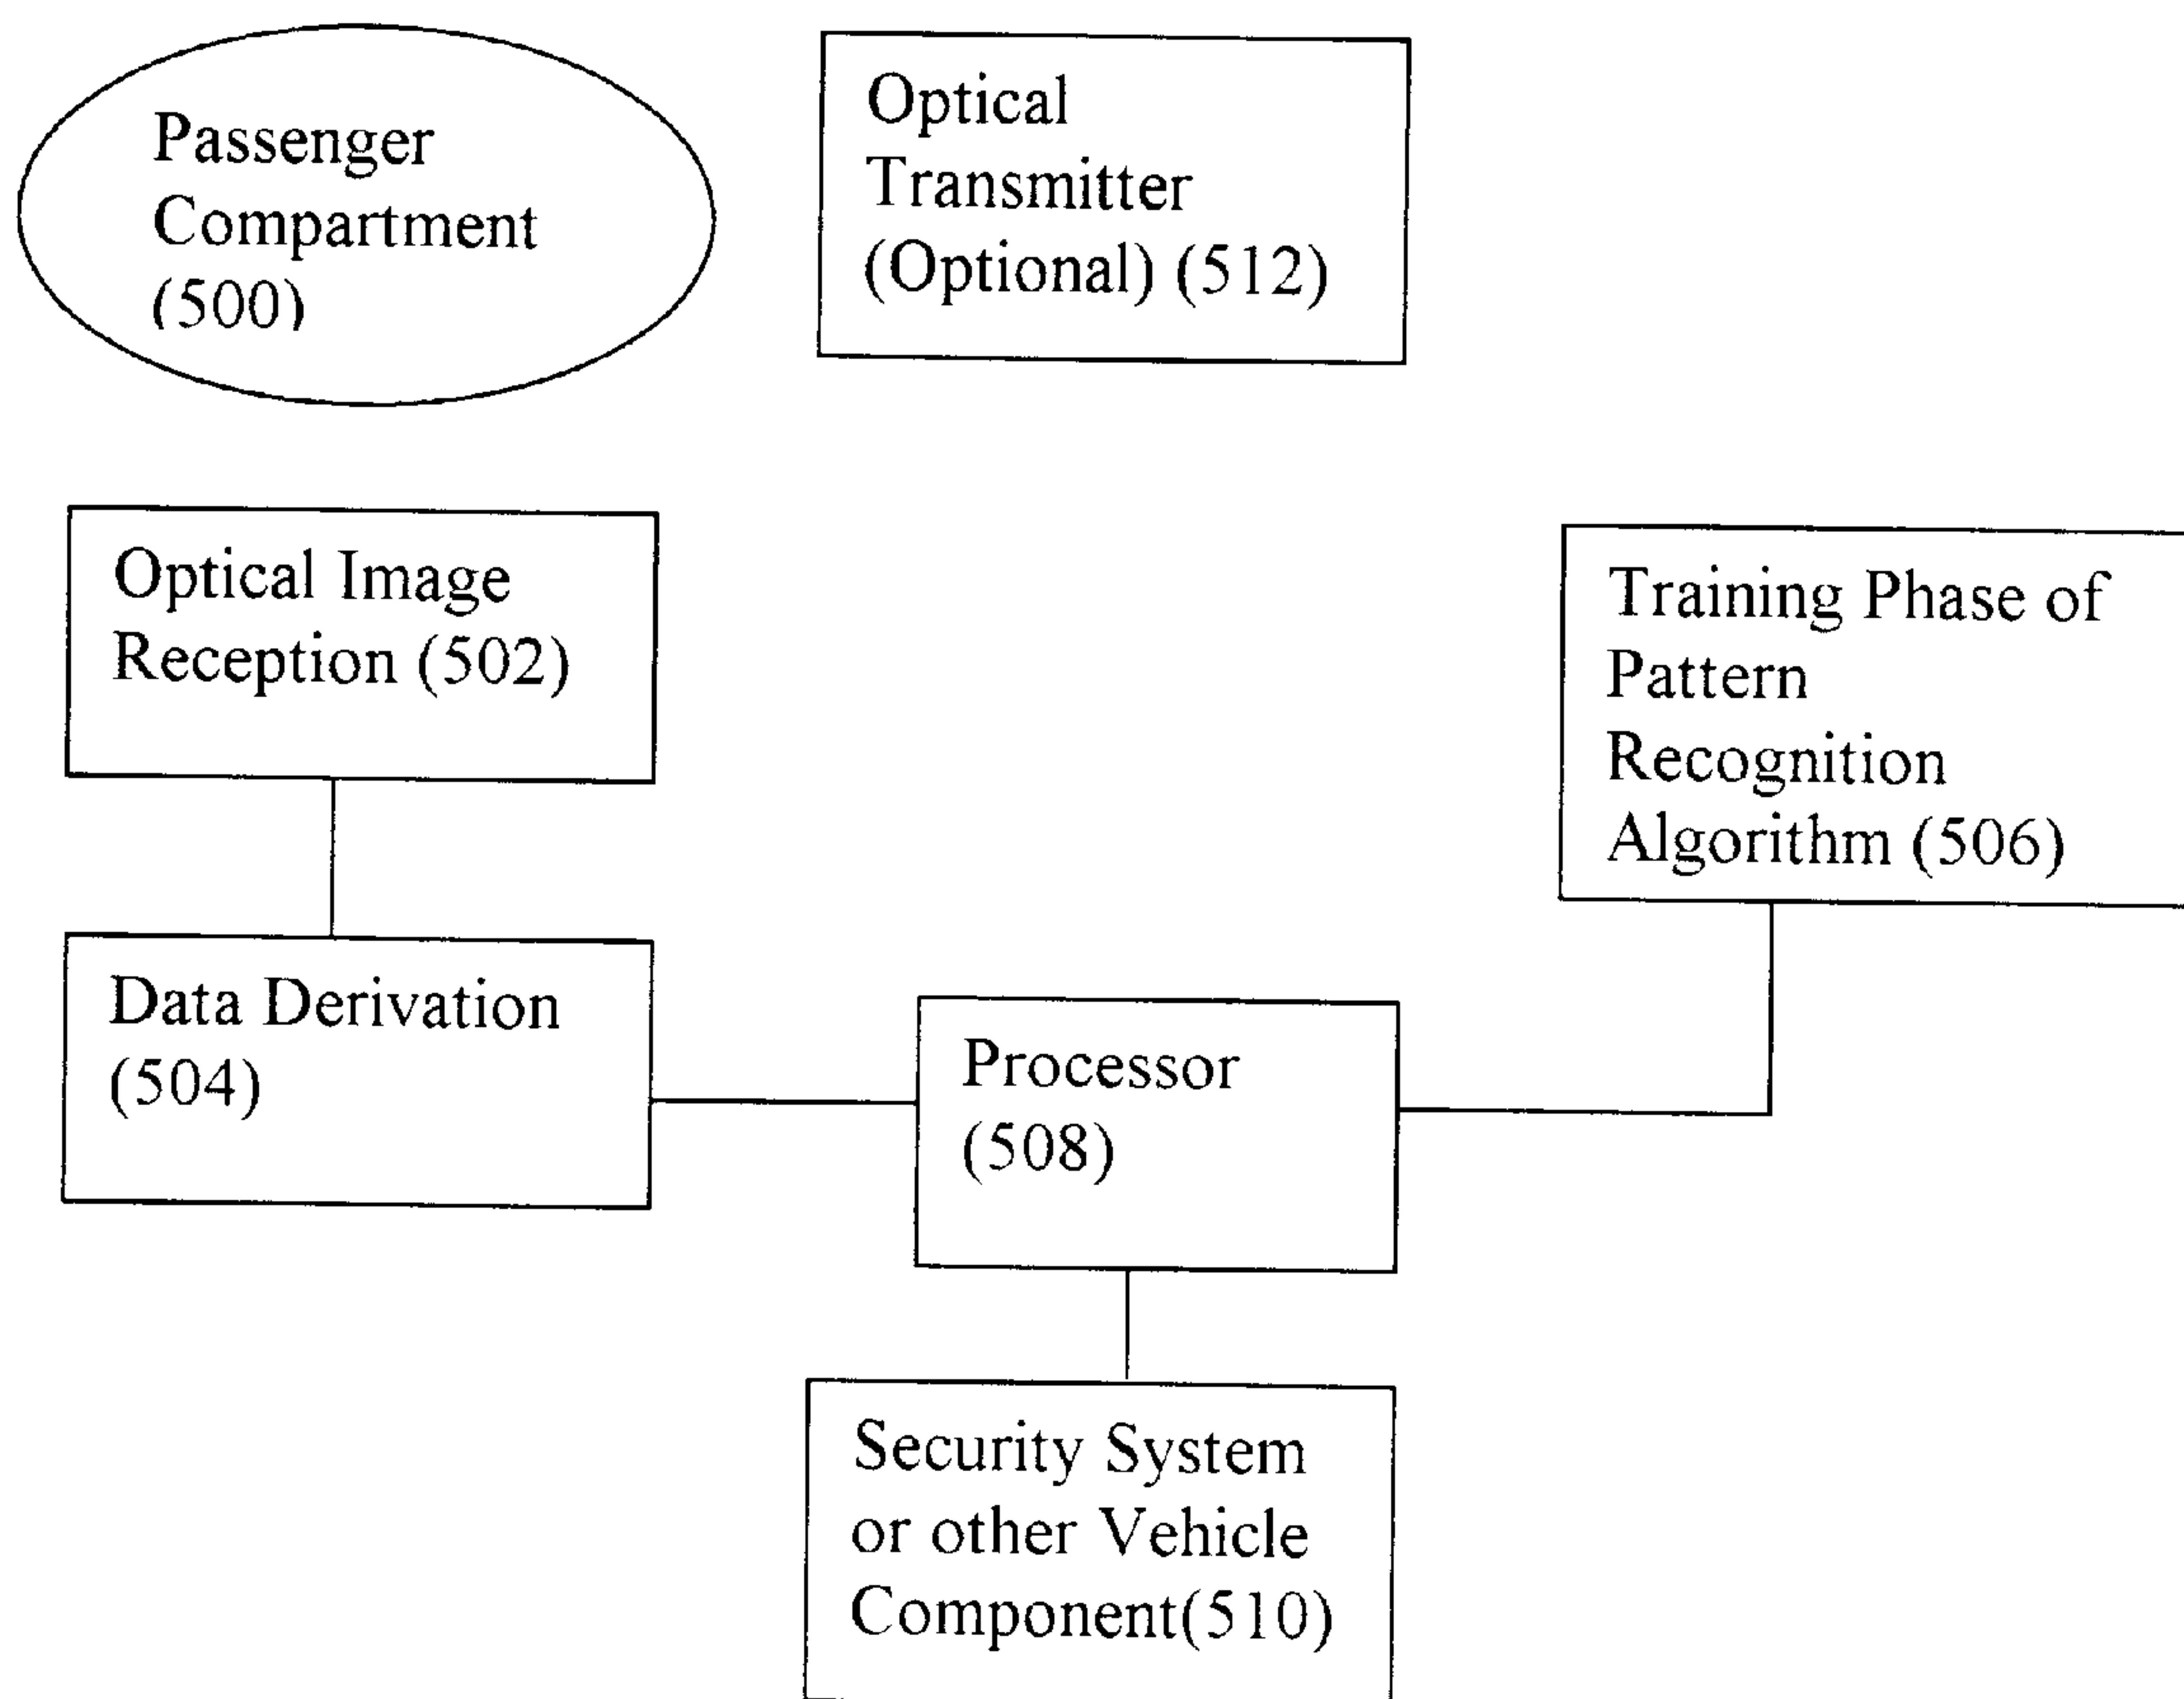 Passenger
Compartment
(500)
Optical
Transmitter
(Optional) (512)
Optical Image
Reception (502)
Training Phase of
Pattern
Recognition
Algorithm (506)
Data Derivation
(504)
Processor
(508)
Security System
or other Vehicle
Component(510)